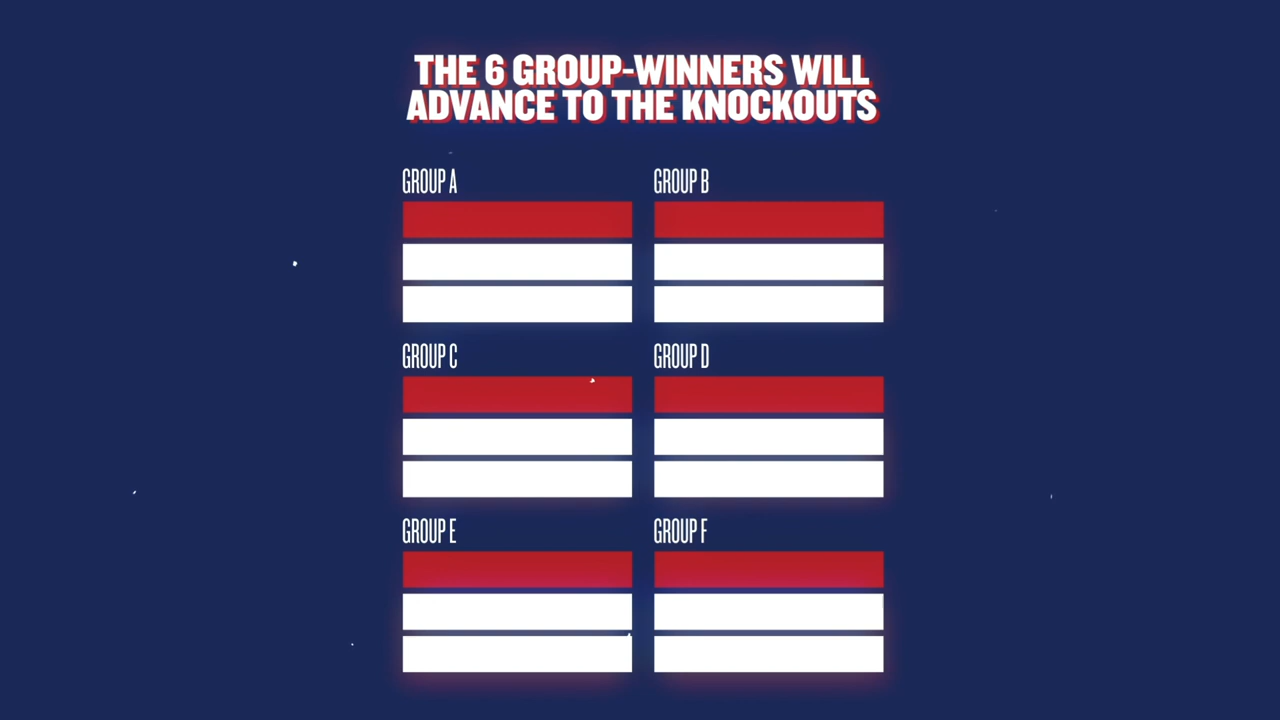 THE 6 GROUP-WINNERS WILL
ADVANCE TO THE KNOCKOUTS
GROUP A
GROUP B
GROUP C
GROUP D
GROUP E
GROUP F